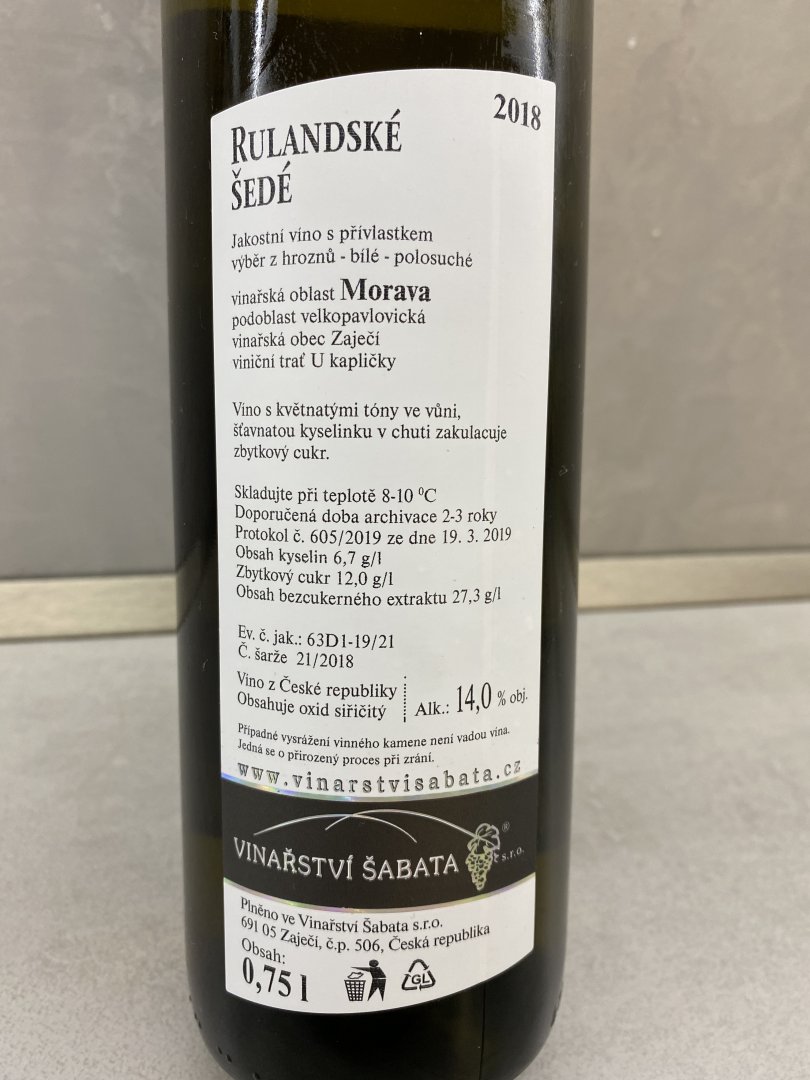 2018
RULANDSKÉ
ŠEDÉ
Jakostní víno s přívlastkem
výběr z hroznů - bílé - polosuché
vinařská oblast Morava
podoblast velkopavlovická
vinařská obec Zaječí
viniční trať U kapličky
Víno s květnatými tóny ve vůni,
šťavnatou kyselinku v chuti zakulacuje
zbytkový cukr.
Skladujte při teplotě 8-10 ⁰C
Doporučená doba archivace 2-3 roky
Protokol č. 605/2019 ze dne 19. 3. 2019
Obsah kyselin 6,7 g/l
Zbytkový cukr 12,0 g/l
Obsah bezcukerného extraktu 27,3 g/l
Ev. č. jak.: 63D1-19/21
Č. šarže 21/2018
Víno z České republiky
Obsahuje oxid siřičitý
Alk.: 14,0 % obj.
Případné vysrážení vinného kamene není vadou vína.
Jedná se o přirozený proces při zrání.
www.vinarstvisabata.cz
VINAŘSTVÍ ŠABATA ® s.r.o.
Plněno ve Vinařství Šabata s.r.o.
691 05 Zaječí, č.p. 506, Česká republika
Obsah:
0,75 l
GL